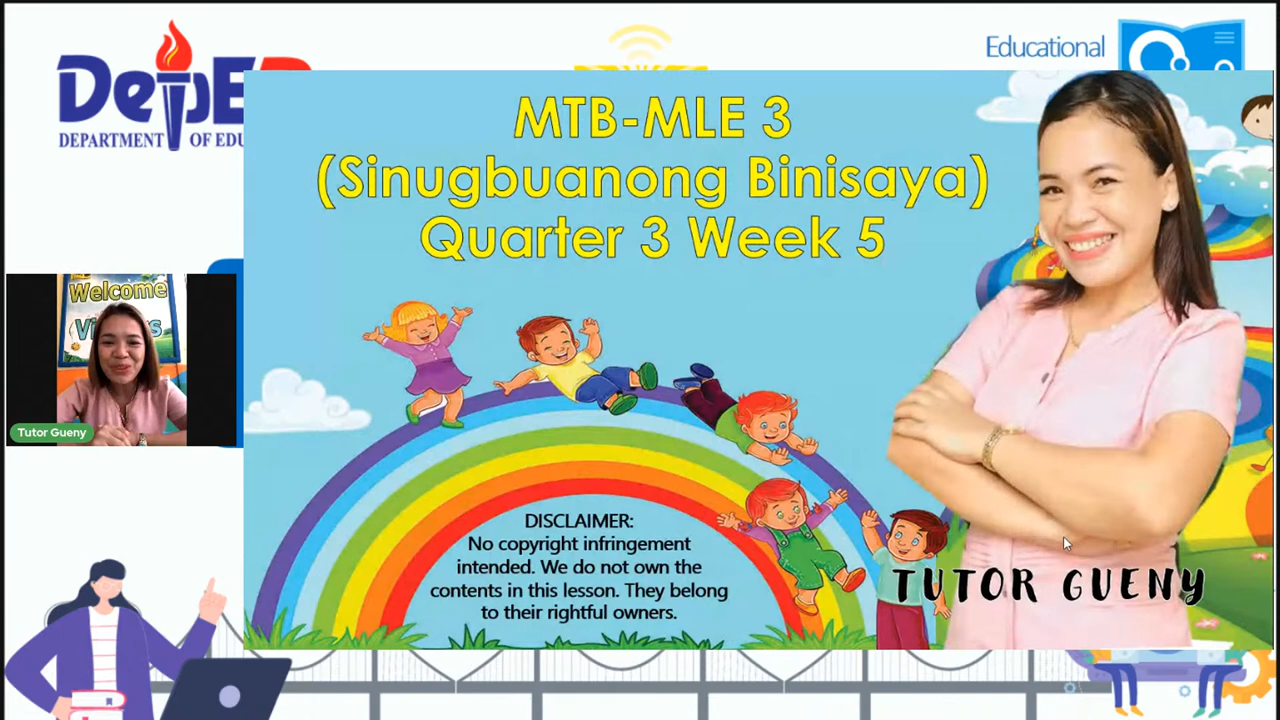 DepE
DEPARTMENT OF EDU
Educational
MTB-MLE 3
(Sinugbuanong Binisaya)
Quarter 3 Week 5
Welcome
Tutor Gueny
DISCLAIMER:
No copyright infringement
intended. We do not own the
contents in this lesson. They belong
to their rightful owners.
TUTOR GUENY